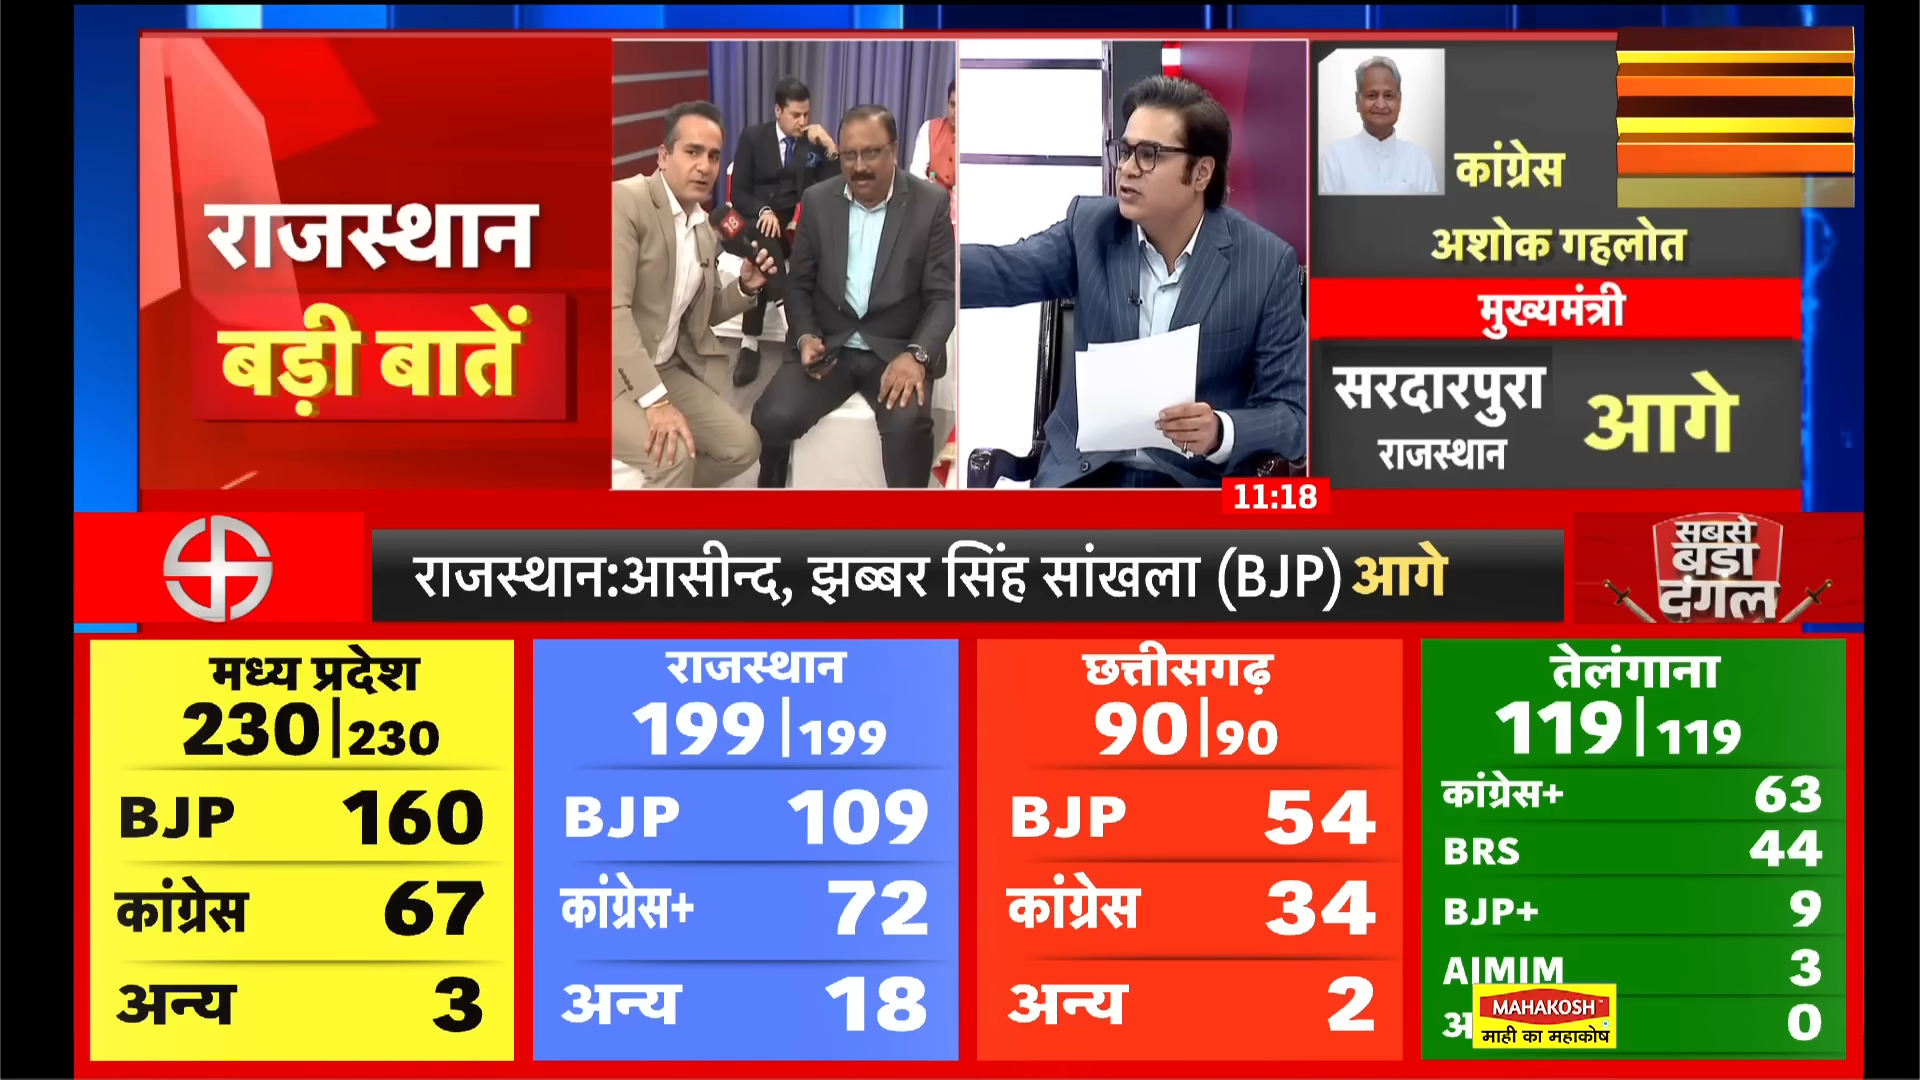 राजस्थान
बड़ी बातें
18
कांग्रेस
अशोक गहलोत
मुख्यमंत्री
सरदारपुरा
राजस्थान
आगे
11:18
राजस्थान:आसीन्द, झब्बर सिंह सांखला (BJP) आगे
सबसे
बड़ा
दंगल
मध्य प्रदेश
230|230
BJP 160
कांग्रेस 67
अन्य 3
राजस्थान
199|199
BJP 109
कांग्रेस+ 72
अन्य 18
छत्तीसगढ़
90|90
BJP 54
कांग्रेस 34
अन्य 2
तेलंगाना
119|119
कांग्रेस+ 63
BRS 44
BJP+ 9
AIMIM 3
0
MAHAKOSH
माही का महाकोष